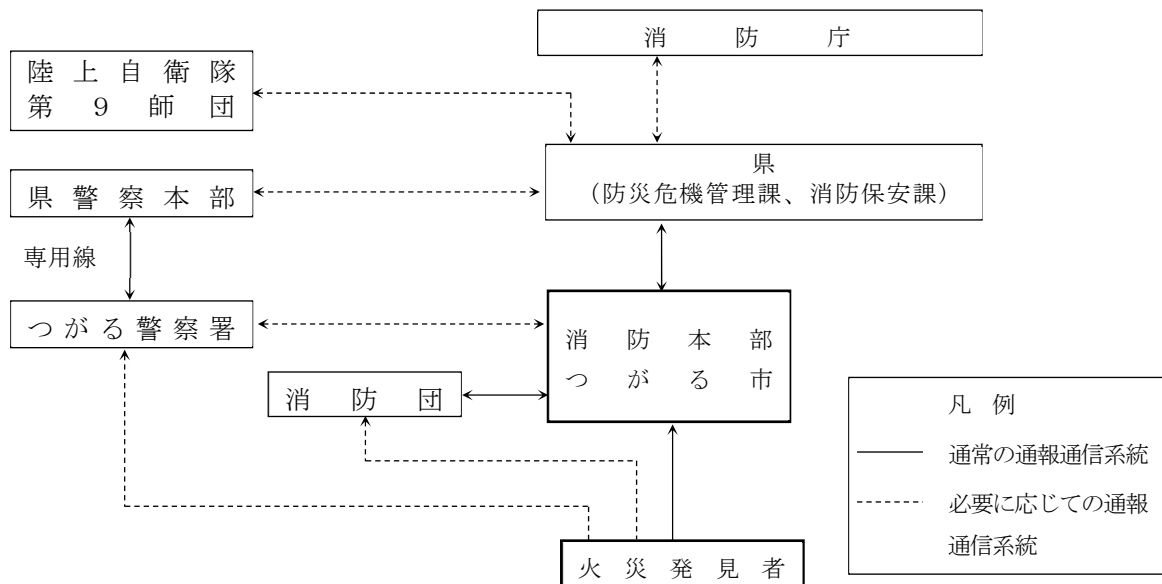 消防庁
陸上自衛隊
第9師団
県
(防災危機管理課、消防保安課)
県警察本部
専用線
つがる警察署
消防本部
つがる市
消防団
凡例
通常の通報通信系統
必要に応じての通報
通信系統
火災発見者